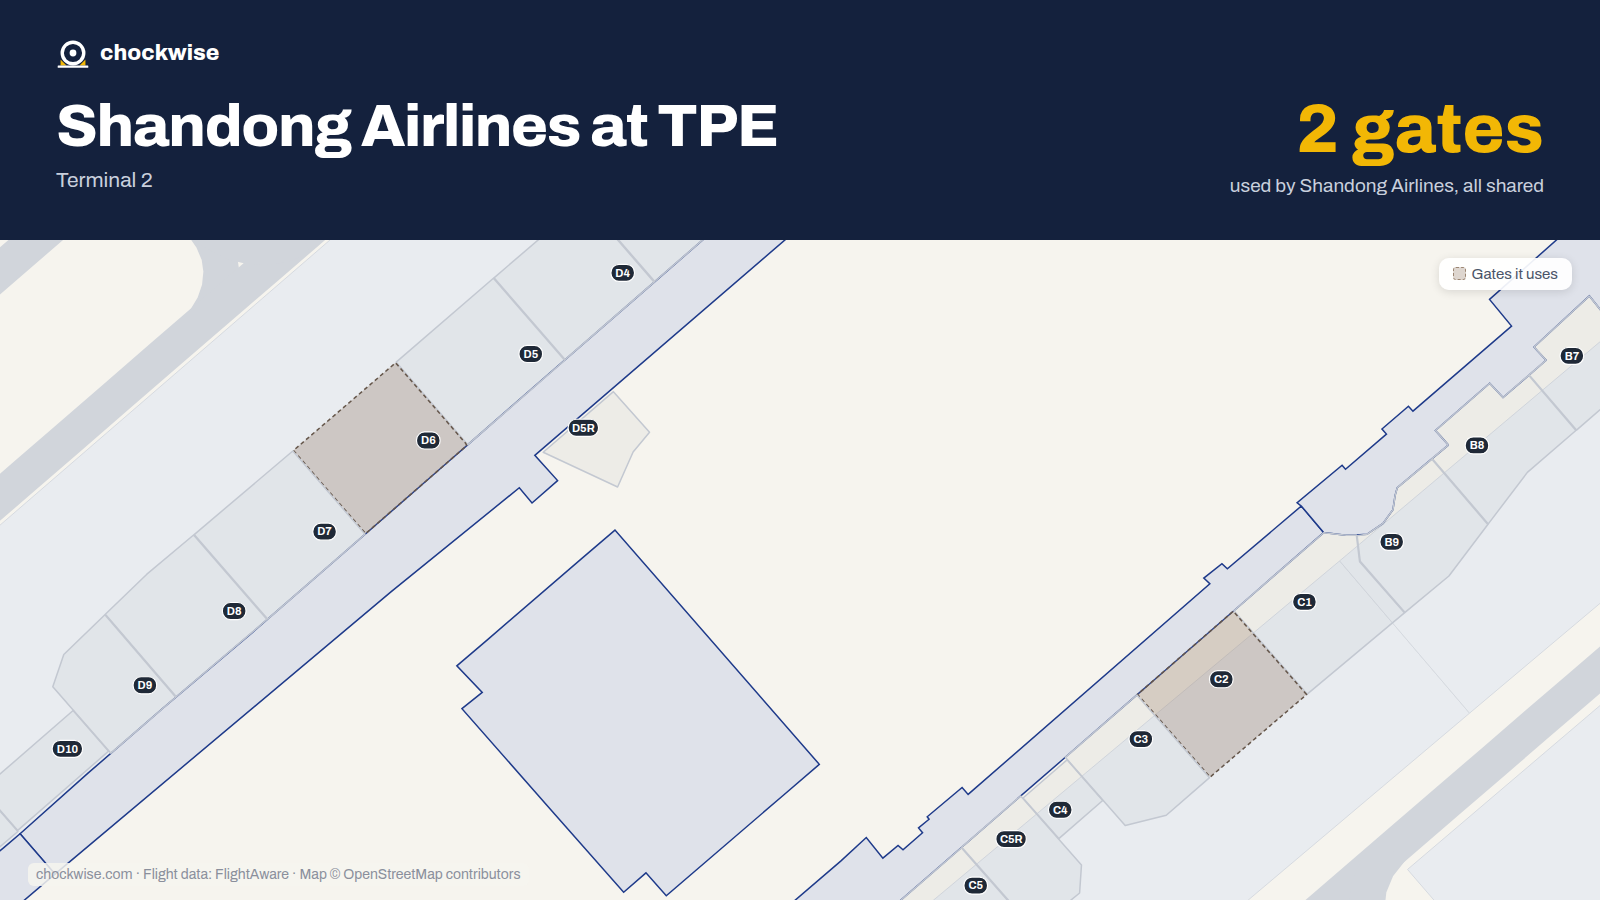 chockwise
Shandong Airlines at TPE
Terminal 2
2 gates
used by Shandong Airlines, all shared
Gates it uses
D4
D5
D5R
D6
D7
D8
D9
D10
B7
B8
B9
C1
C2
C3
C4
C5R
C5
chockwise.com · Flight data: FlightAware · Map © OpenStreetMap contributors